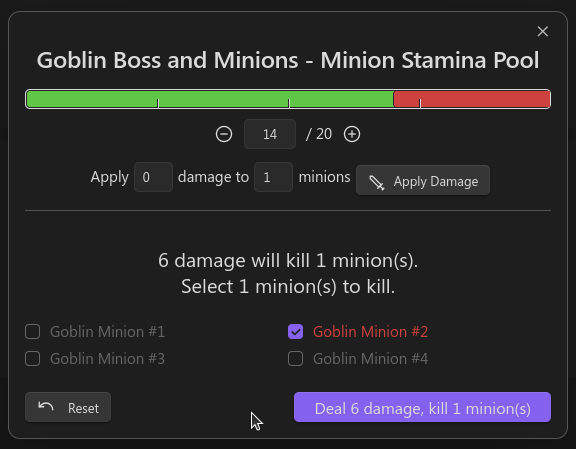 Goblin Boss and Minions - Minion Stamina Pool
14 / 20
Apply 0 damage to 1 minions Apply Damage
6 damage will kill 1 minion(s).
Select 1 minion(s) to kill.
Goblin Minion #1 Goblin Minion #2
Goblin Minion #3 Goblin Minion #4
Reset Deal 6 damage, kill 1 minion(s)